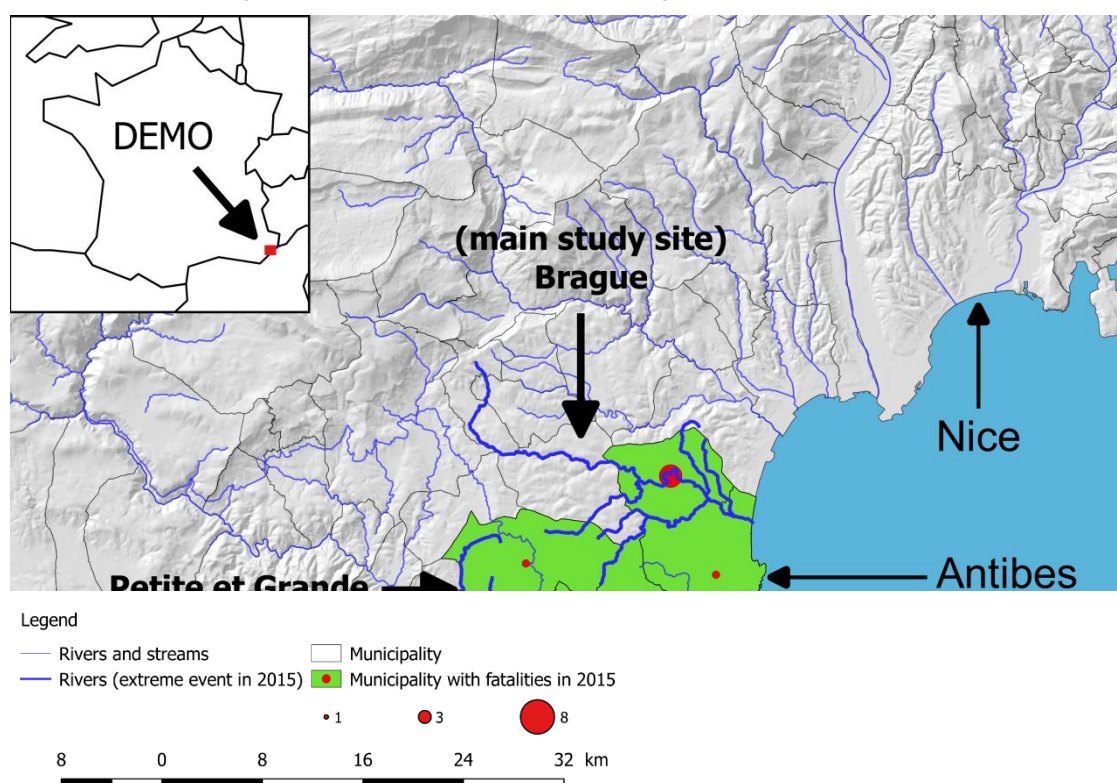 DEMO
(main study site)
Brague
Nice
Antibes
Petite et Grande
Legend
Rivers and streams
Municipality
Rivers (extreme event in 2015)
Municipality with fatalities in 2015
1
3
8
8 0 8 16 24 32 km